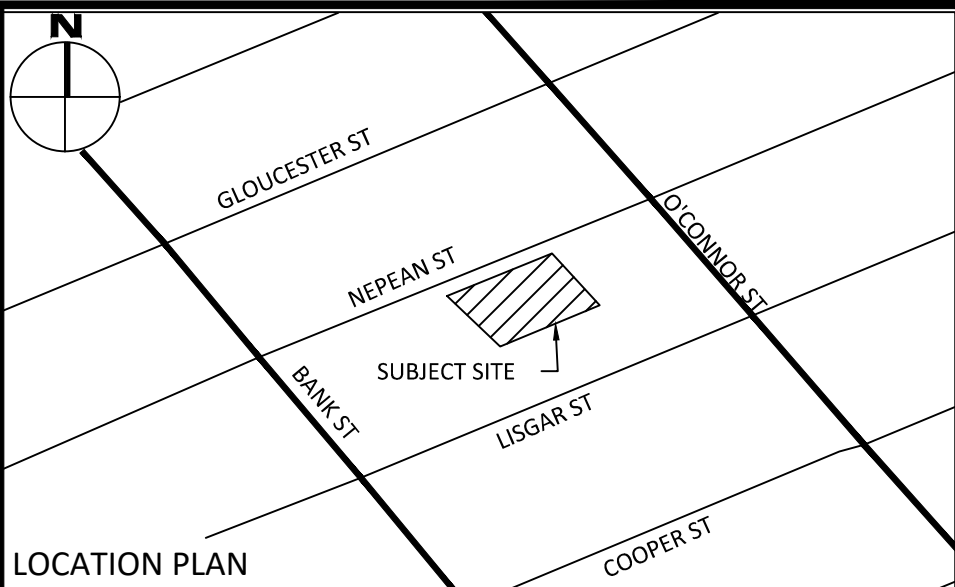 N
GLOUCESTER ST
O'CONNOR ST
NEPEAN ST
SUBJECT SITE
BANK ST
LISGAR ST
COOPER ST
LOCATION PLAN